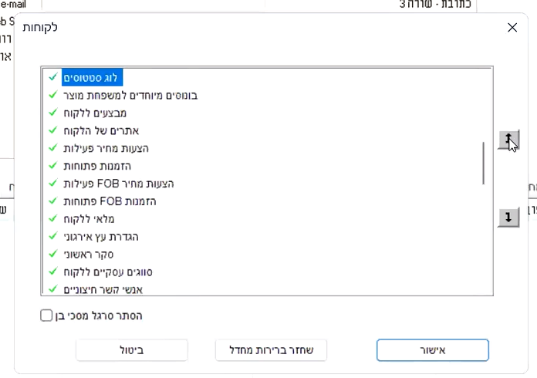 e-mail
כתובת - שורה 3
לקוחות
לוג סטטוסים
בונוסים מיוחדים למשפחת מוצר
מבצעים ללקוח
אתרים של הלקוח
הצעות מחיר פעילות
הזמנות פתוחות
הצעות מחיר FOB פעילות
הזמנות FOB פתוחות
מלאי ללקוח
הגדרת עץ אירגוני
סקר ראשוני
סווגים עסקיים ללקוח
אנשי קשר חיצוניים
הסתר סרגל מסכי בן
אישור
שחזר ברירות מחדל
ביטול